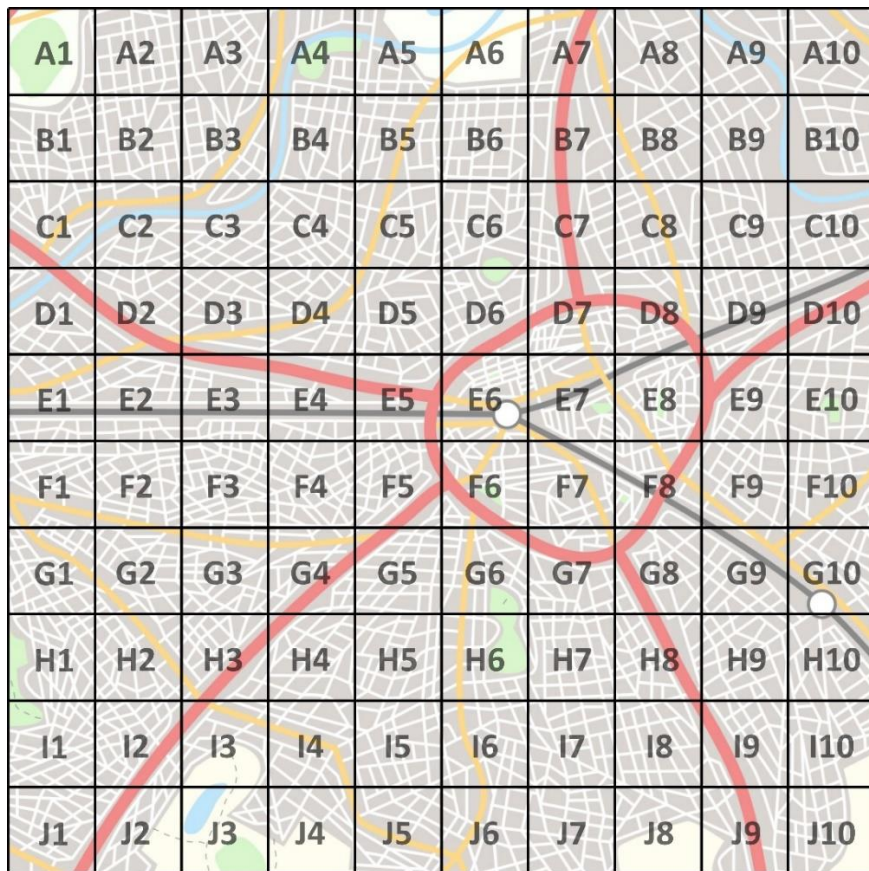 A1 A2 A3 A4 A5 A6 A7 A8 A9 A10
B1 B2 B3 B4 B5 B6 B7 B8 B9 B10
C1 C2 C3 C4 C5 C6 C7 C8 C9 C10
D1 D2 D3 D4 D5 D6 D7 D8 D9 D10
E1 E2 E3 E4 E5 E6 E7 E8 E9 E10
F1 F2 F3 F4 F5 F6 F7 F8 F9 F10
G1 G2 G3 G4 G5 G6 G7 G8 G9 G10
H1 H2 H3 H4 H5 H6 H7 H8 H9 H10
I1 I2 I3 I4 I5 I6 I7 I8 I9 I10
J1 J2 J3 J4 J5 J6 J7 J8 J9 J10